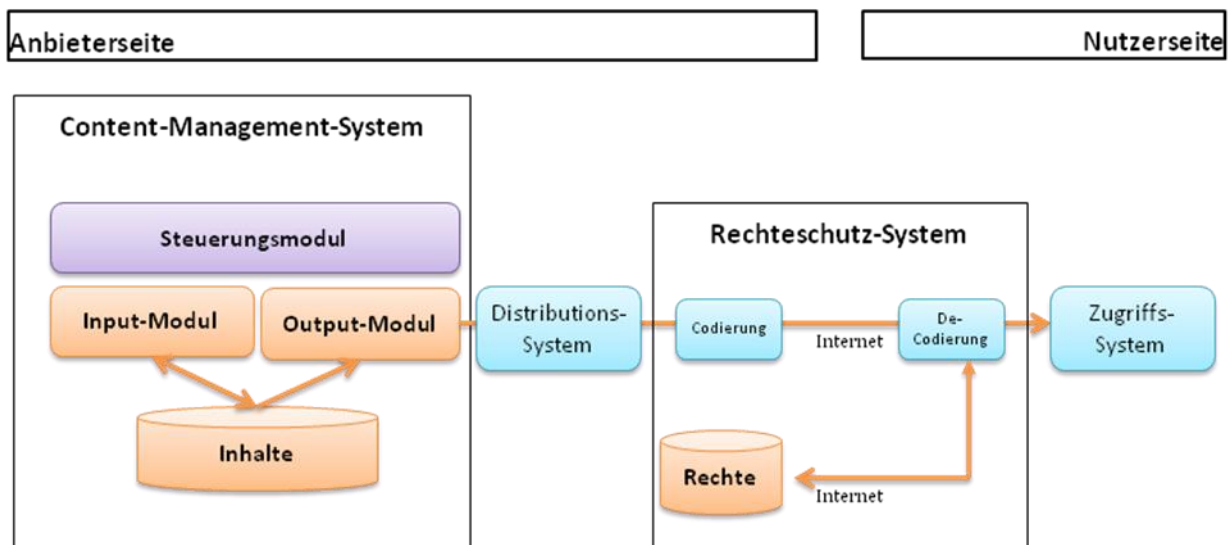 Anbieterseite
Nutzerseite
Content-Management-System
Steuerungsmodul
Input-Modul
Output-Modul
Inhalte
Distributions-
System
Rechteschutz-System
Codierung
Internet
De-
Codierung
Rechte
Internet
Zugriffs-
System